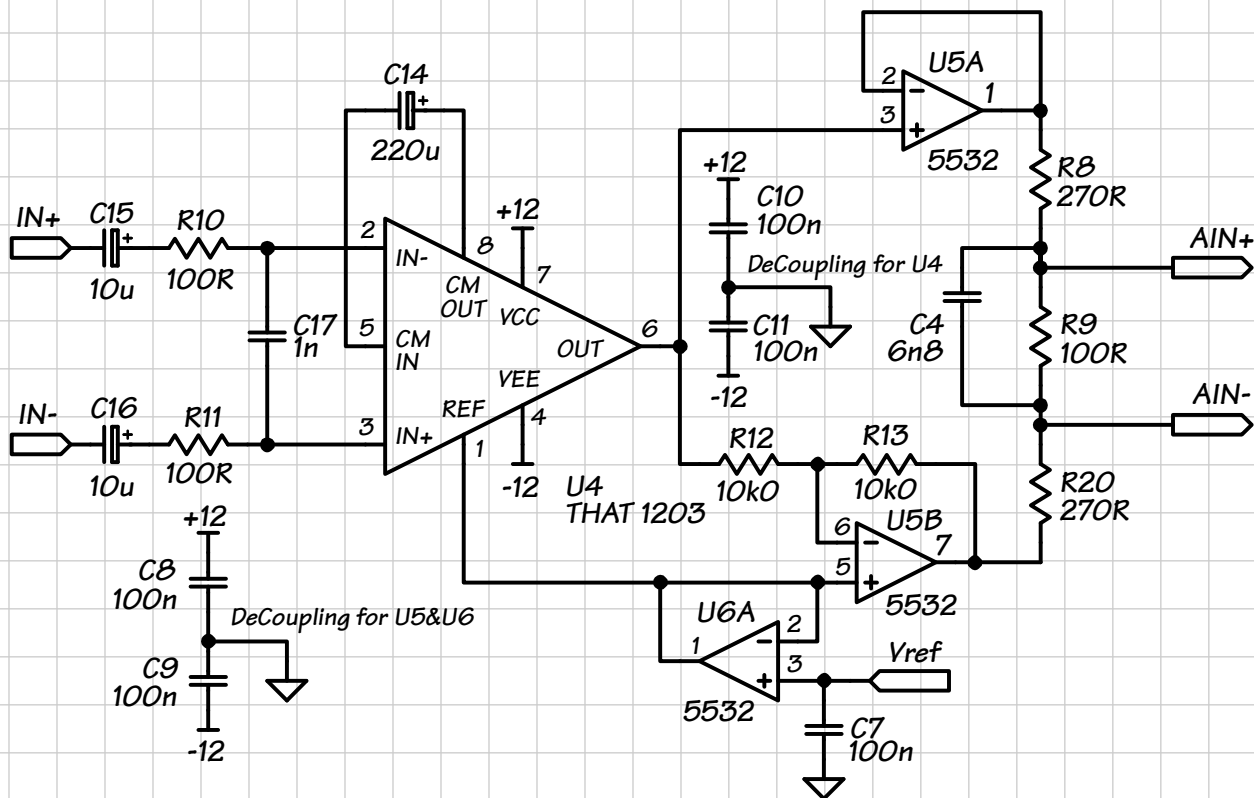 C14
220u
2
3
U5A
1
5532
+12
C10
100n
DeCoupling for U4
C11
100n
-12
R8
270R
AIN+
C4
6n8
R9
100R
AIN-
R20
270R
IN+
C15
10u
R10
100R
C17
1n
IN-
C16
10u
R11
100R
2
IN-
8
CM
OUT
+12
7
VCC
5
CM
IN
OUT
6
VEE
REF
4
3
IN+
1
-12
U4
THAT 1203
R12
10k0
R13
10k0
U5B
6
7
5
5532
U6A
1
2
3
5532
Vref
C7
100n
+12
C8
100n
DeCoupling for U5&U6
C9
100n
-12